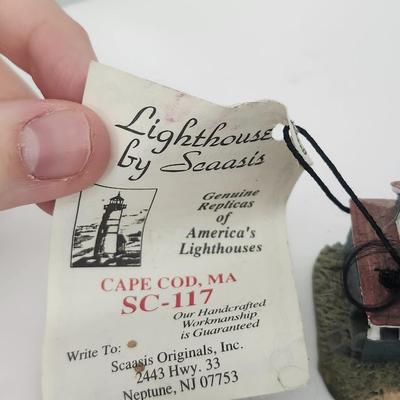 Lighthouse
by Scaasis
Genuine
Replicas
of
America's
Lighthouses
CAPE COD, MA
SC-117
Our Handcrafted
Workmanship
is Guaranteed
Write To:
Scaasis Originals, Inc.
2443 Hwy. 33
Neptune, NJ 07753